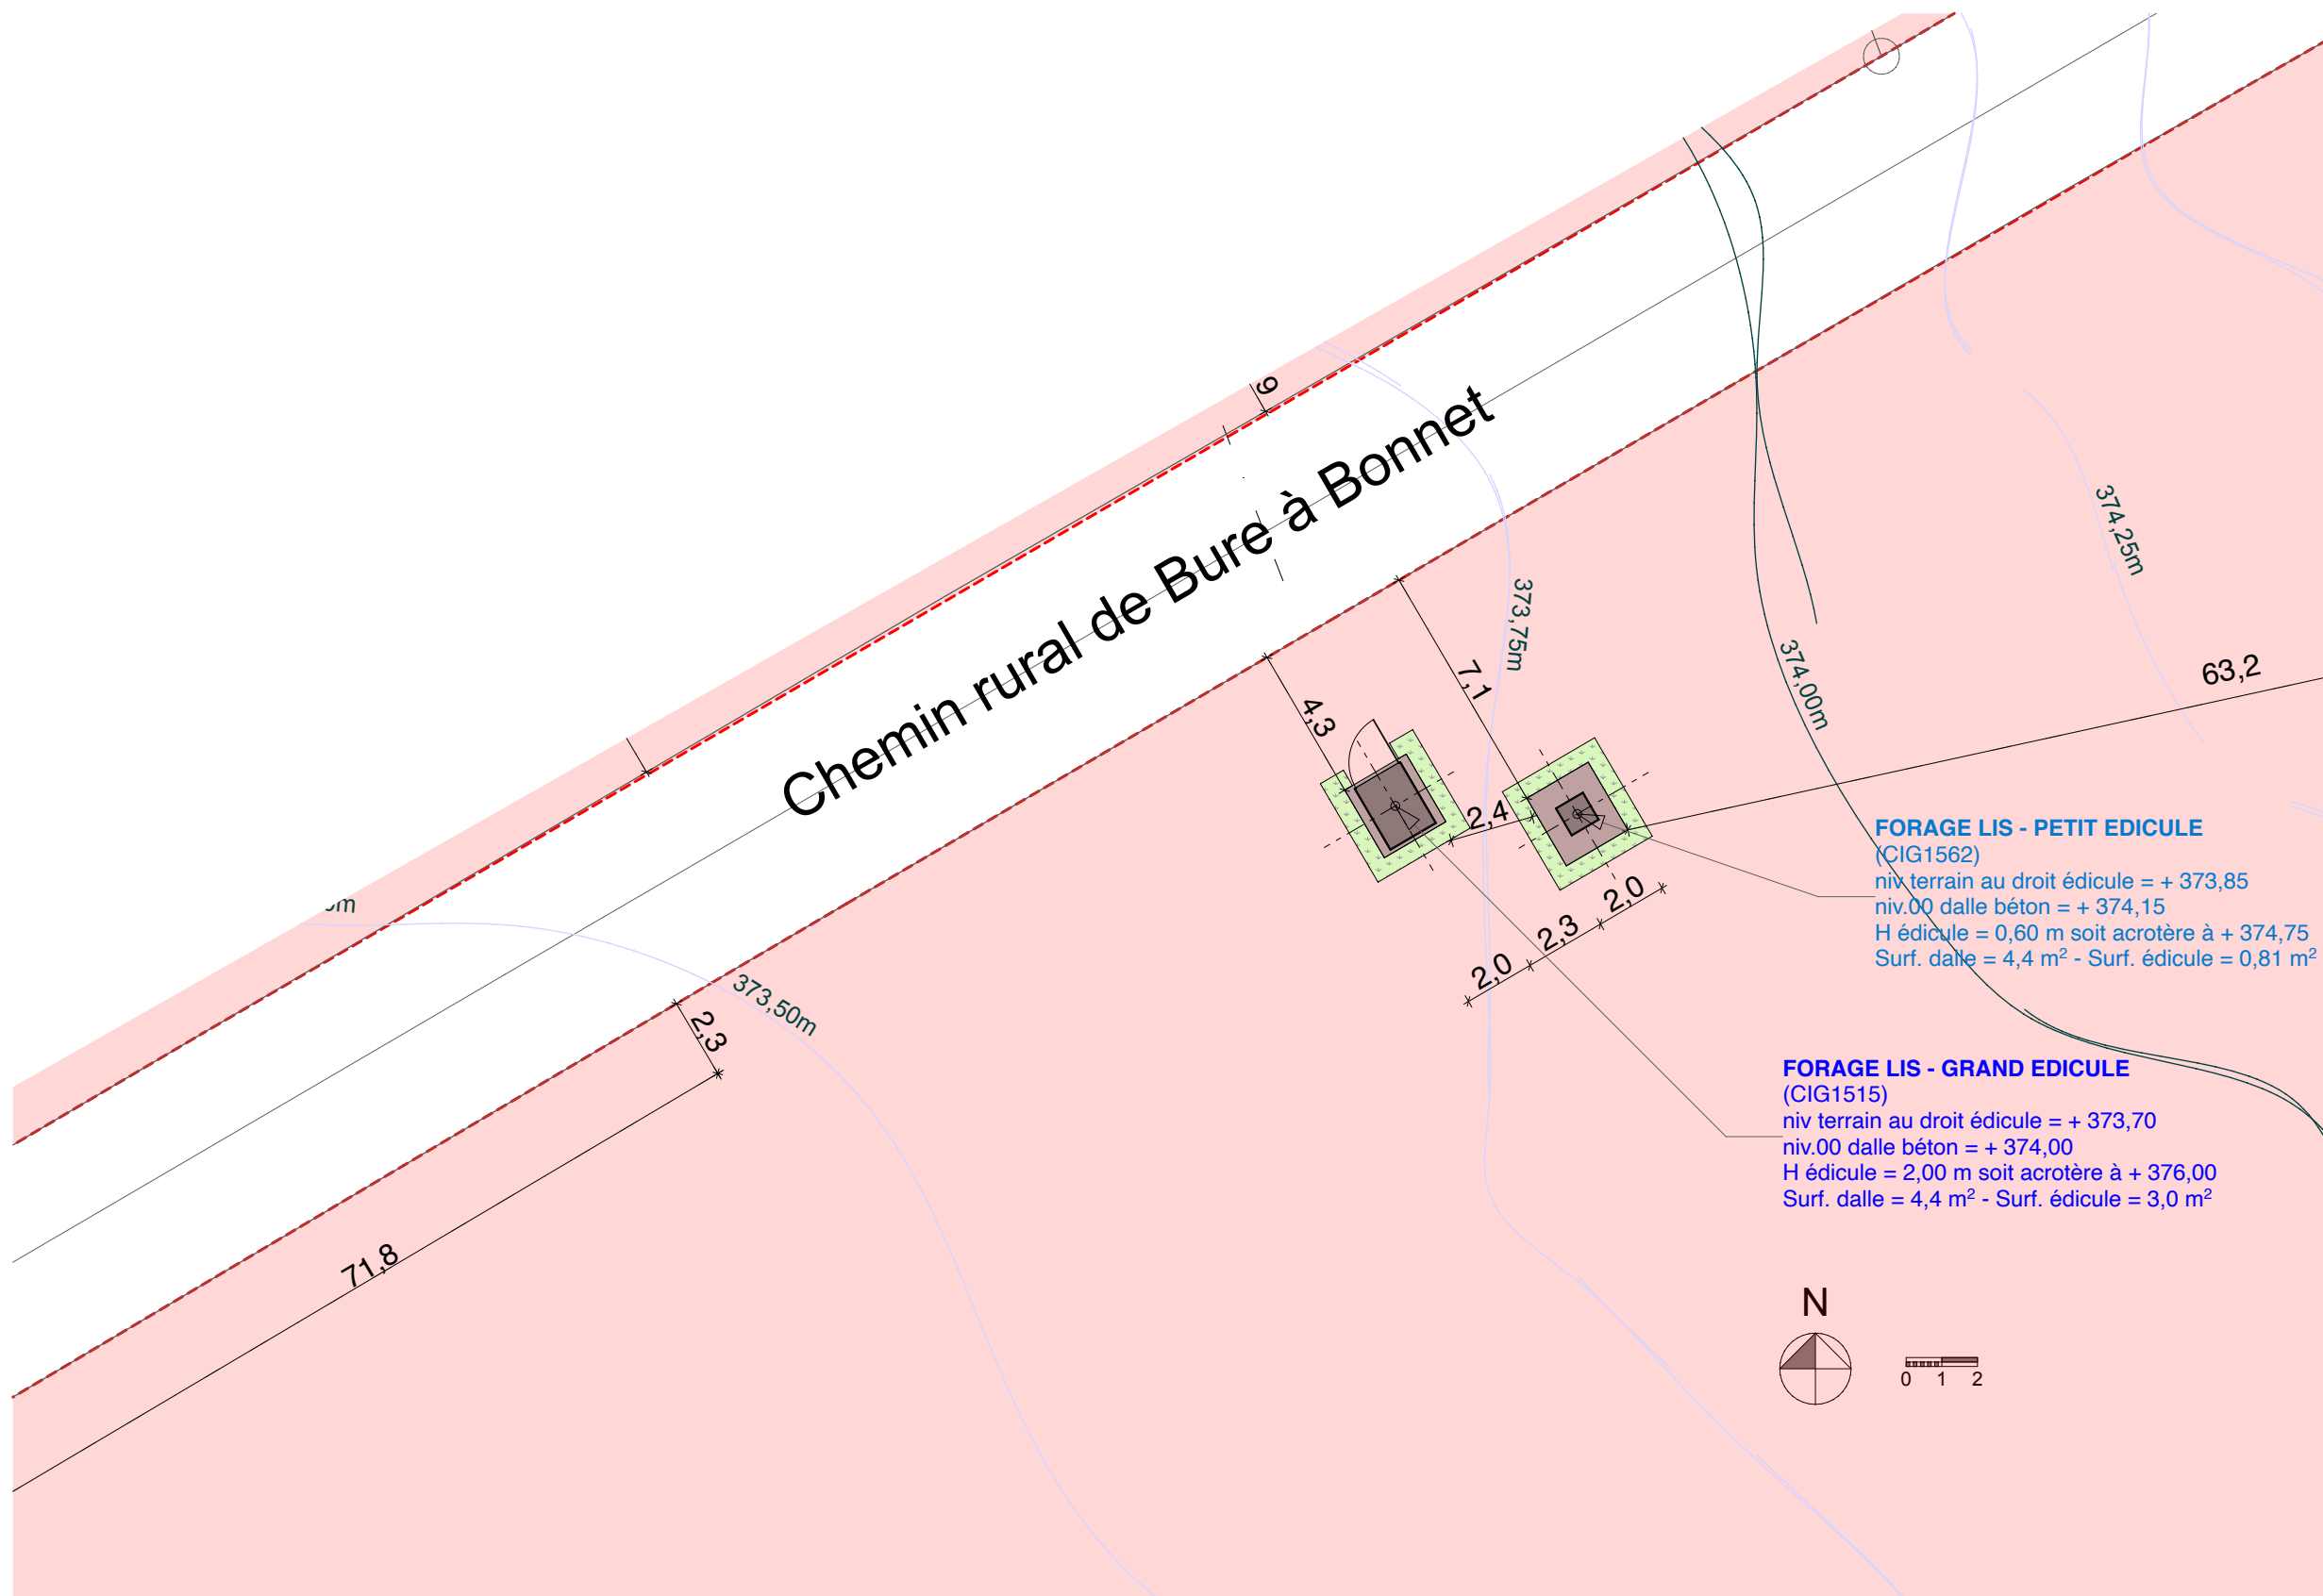 9
Chemin rural de Bure à Bonnet
374,25m
373,75m
374,00m
7,1
4,3
63,2
2,4
2,0
2,3
2,0
FORAGE LIS - PETIT EDICULE
(CIG1562)
niv terrain au droit édicule = + 373,85
niv.00 dalle béton = + 374,15
H édicule = 0,60 m soit acrotère à + 374,75
Surf. dalle = 4,4 m² - Surf. édicule = 0,81 m²
373,50m
2,3
71,8
FORAGE LIS - GRAND EDICULE
(CIG1515)
niv terrain au droit édicule = + 373,70
niv.00 dalle béton = + 374,00
H édicule = 2,00 m soit acrotère à + 376,00
Surf. dalle = 4,4 m² - Surf. édicule = 3,0 m²
N
0 1 2